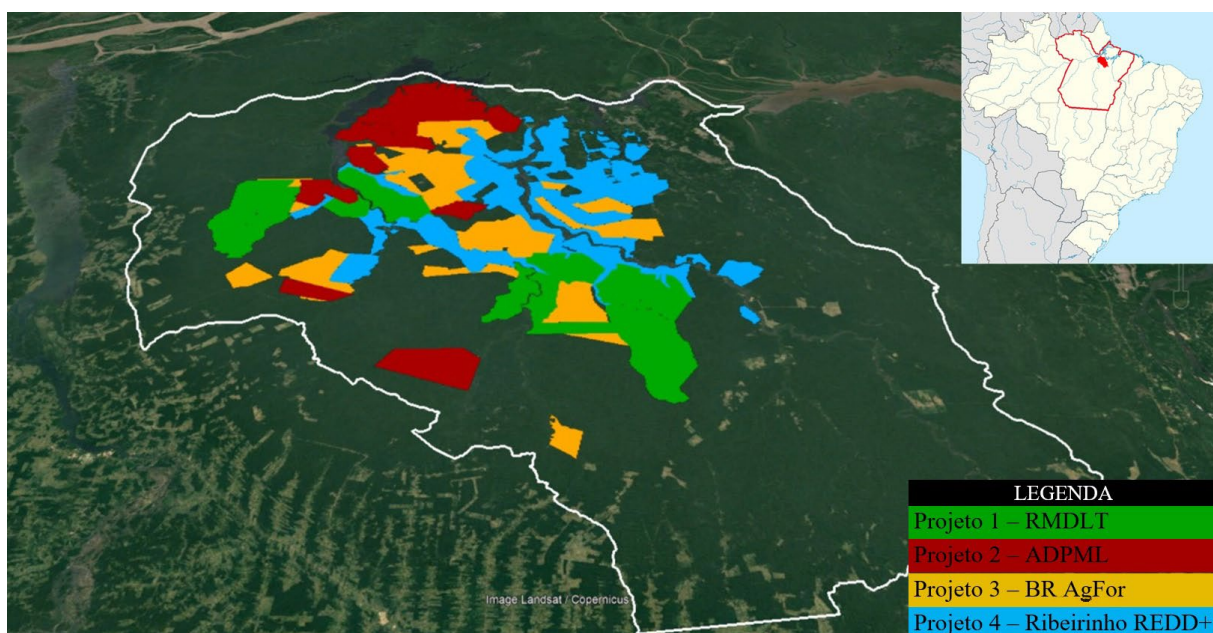 LEGENDA
Projeto 1 – RMDLT
Projeto 2 – ADPML
Projeto 3 – BR AgFor
Projeto 4 – Ribeirinho REDD+
Image Landsat / Copernicus